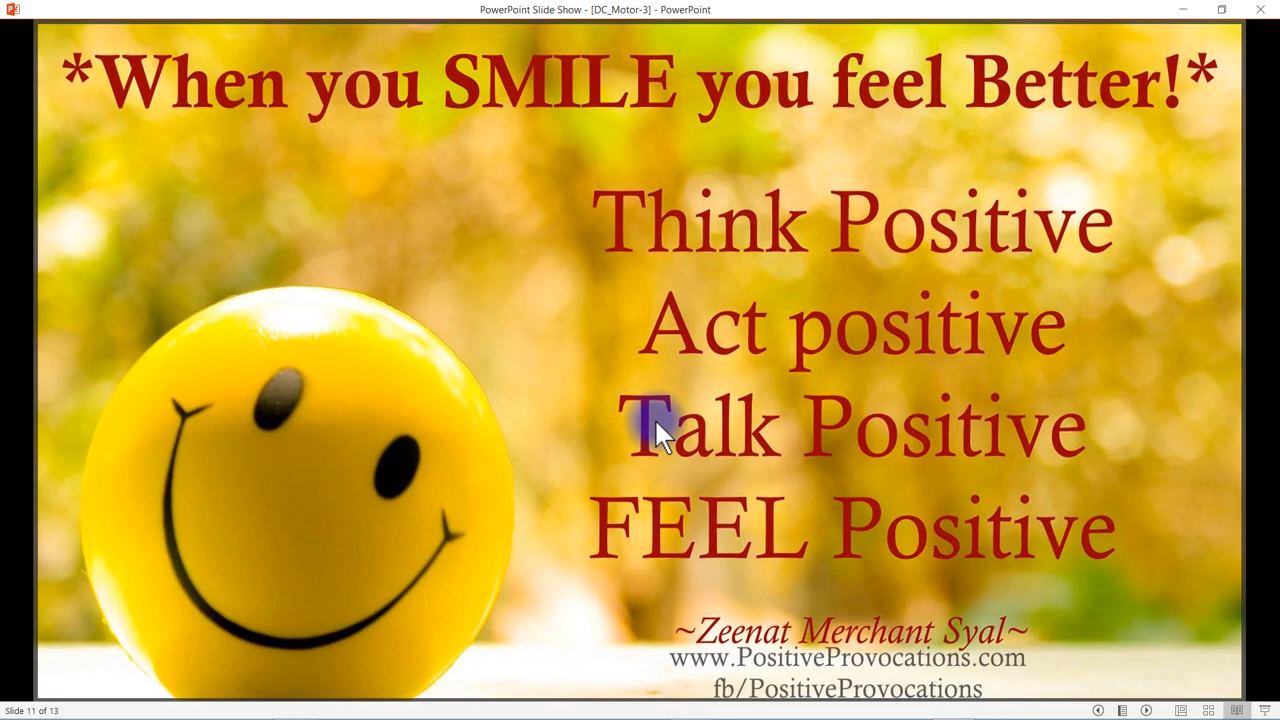 PowerPoint Slide Show - [DC_Motor-3] - PowerPoint
*When you SMILE you feel Better!*
Think Positive
Act positive
Talk Positive
FEEL Positive
~Zeenat Merchant Syal~
www.PositiveProvocations.com
fb/PositiveProvocations
Slide 11 of 13